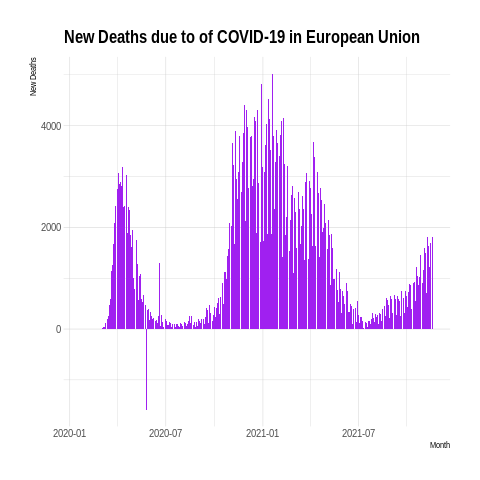 New Deaths due to of COVID-19 in European Union
New Deaths
4000
2000
0
2020-01
2020-07
2021-01
2021-07
Month